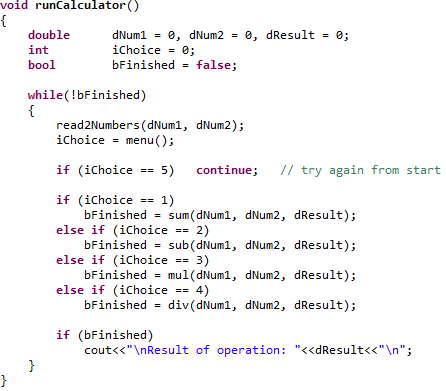 void runCalculator()
{
    double      dNum1 = 0, dNum2 = 0, dResult = 0;
    int         iChoice = 0;
    bool        bFinished = false;

    while(!bFinished)
    {
        read2Numbers(dNum1, dNum2);
        iChoice = menu();

        if (iChoice == 5)   continue;   // try again from start

        if (iChoice == 1)
            bFinished = sum(dNum1, dNum2, dResult);
        else if (iChoice == 2)
            bFinished = sub(dNum1, dNum2, dResult);
        else if (iChoice == 3)
            bFinished = mul(dNum1, dNum2, dResult);
        else if (iChoice == 4)
            bFinished = div(dNum1, dNum2, dResult);

        if (bFinished)
            cout<<"\nResult of operation: "<<dResult<<"\n";
    }
}